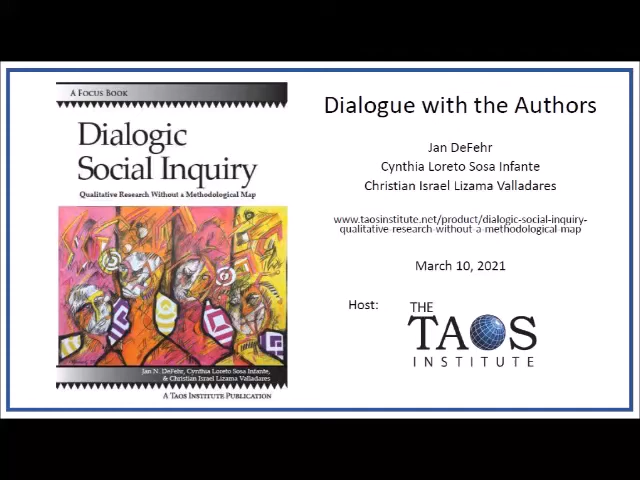 A FOCUS BOOK
Dialogic
Social Inquiry
Qualitative Research Without a Methodological Map
Jan N. DeFehr, Cynthia Loreto Sosa Infante,
& Christian Israel Lizama Valladares
A TAOS INSTITUTE PUBLICATION
Dialogue with the Authors
Jan DeFehr
Cynthia Loreto Sosa Infante
Christian Israel Lizama Valladares
www.taosinstitute.net/product/dialogic-social-inquiry-
qualitative-research-without-a-methodological-map
March 10, 2021
Host:
THE
TAOS
INSTITUTE